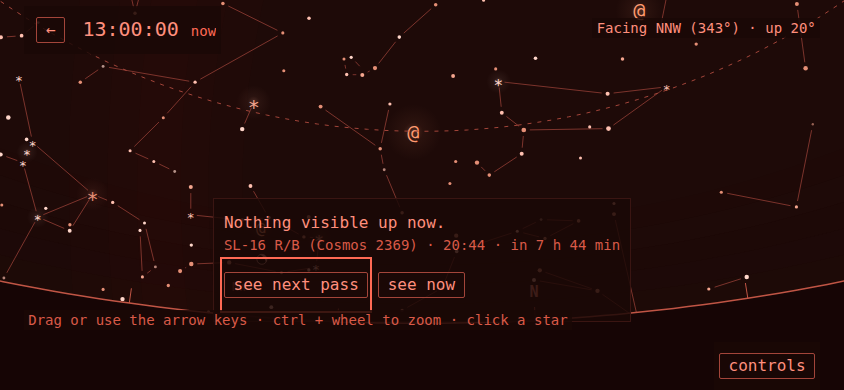 ← 13:00:00 now
Facing NNW (343°) · up 20°
Nothing visible up now.
SL-16 R/B (Cosmos 2369) · 20:44 · in 7 h 44 min
see next pass see now
N
Drag or use the arrow keys · ctrl + wheel to zoom · click a star
controls